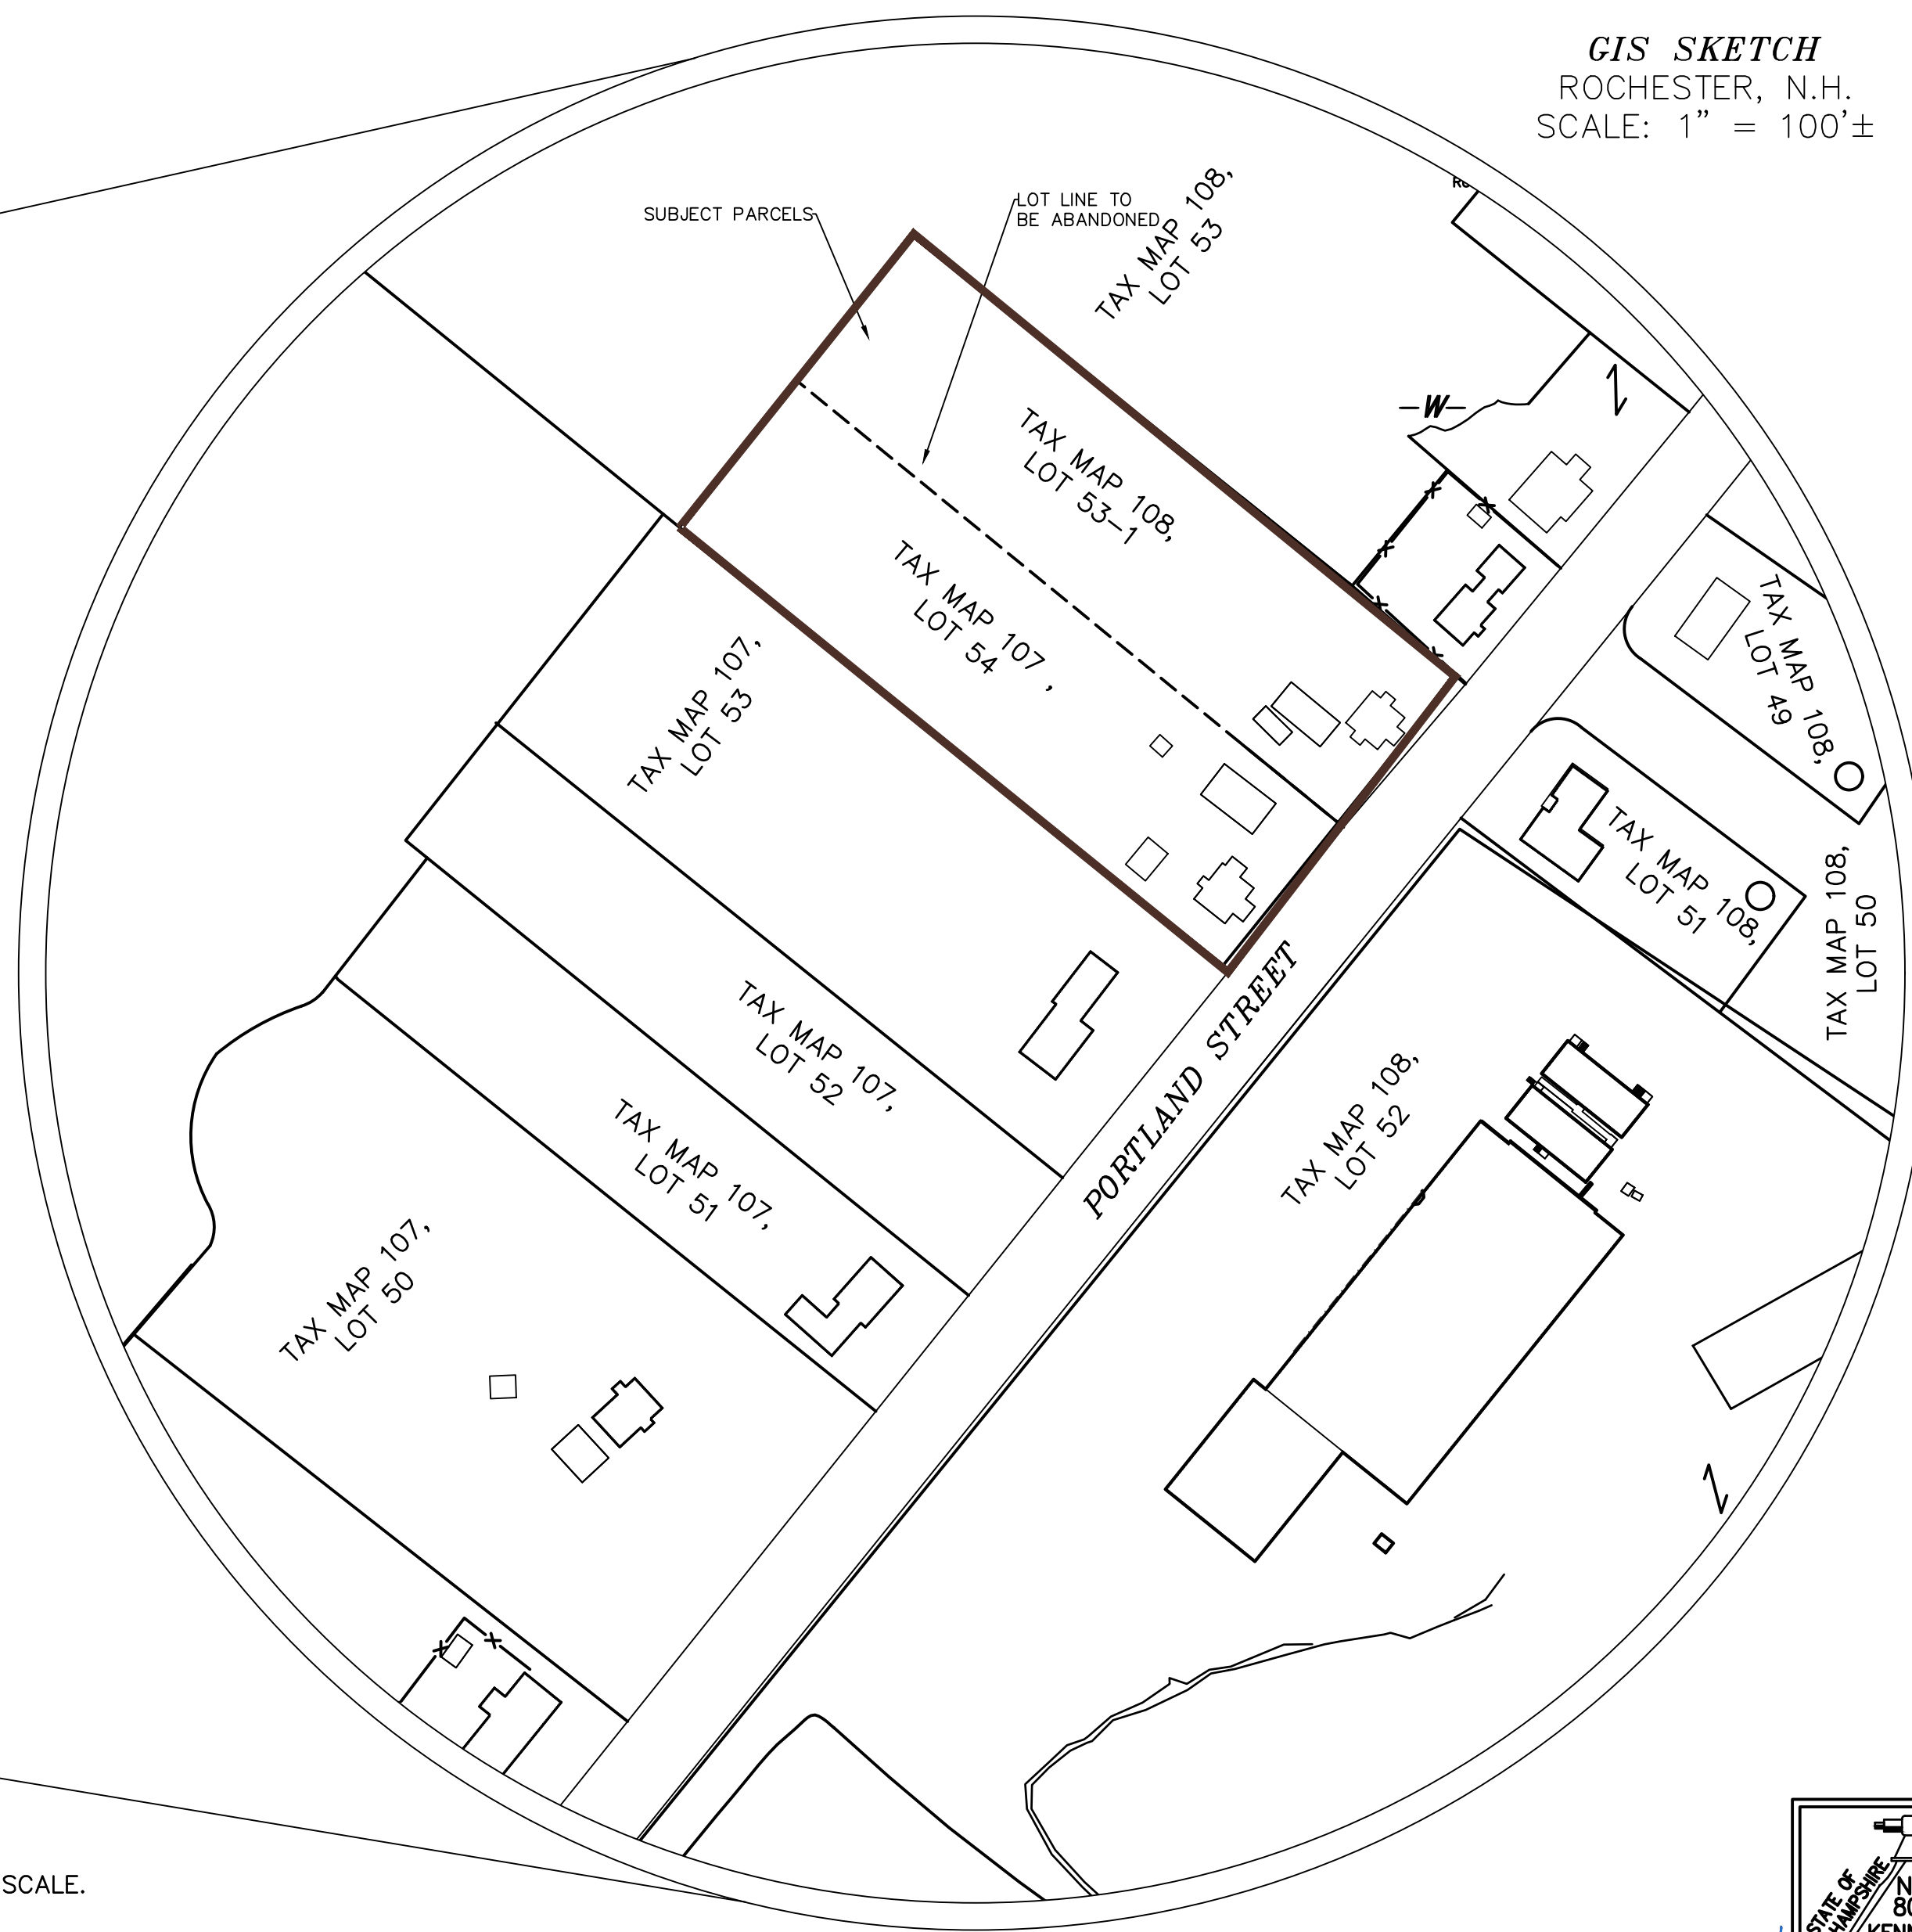 GIS SKETCH
ROCHESTER, N.H.
SCALE: 1" = 100'±
SUBJECT PARCELS
LOT LINE TO
BE ABANDONED
TAX MAP 108,
LOT 53
-W-
TAX MAP 108,
LOT 53-1
TAX MAP 107 ,
LOT 54
TAX MAP 107,
LOT 53
TAX MAP 108,
LOT 49
TAX MAP 108,
LOT 51
TAX MAP 108,
LOT 50
TAX MAP 107,
LOT 52
PORTLAND STREET
TAX MAP 108,
LOT 52
TAX MAP 107,
LOT 51
TAX MAP 107,
LOT 50
SCALE.
STATE OF
HAMPSHIRE